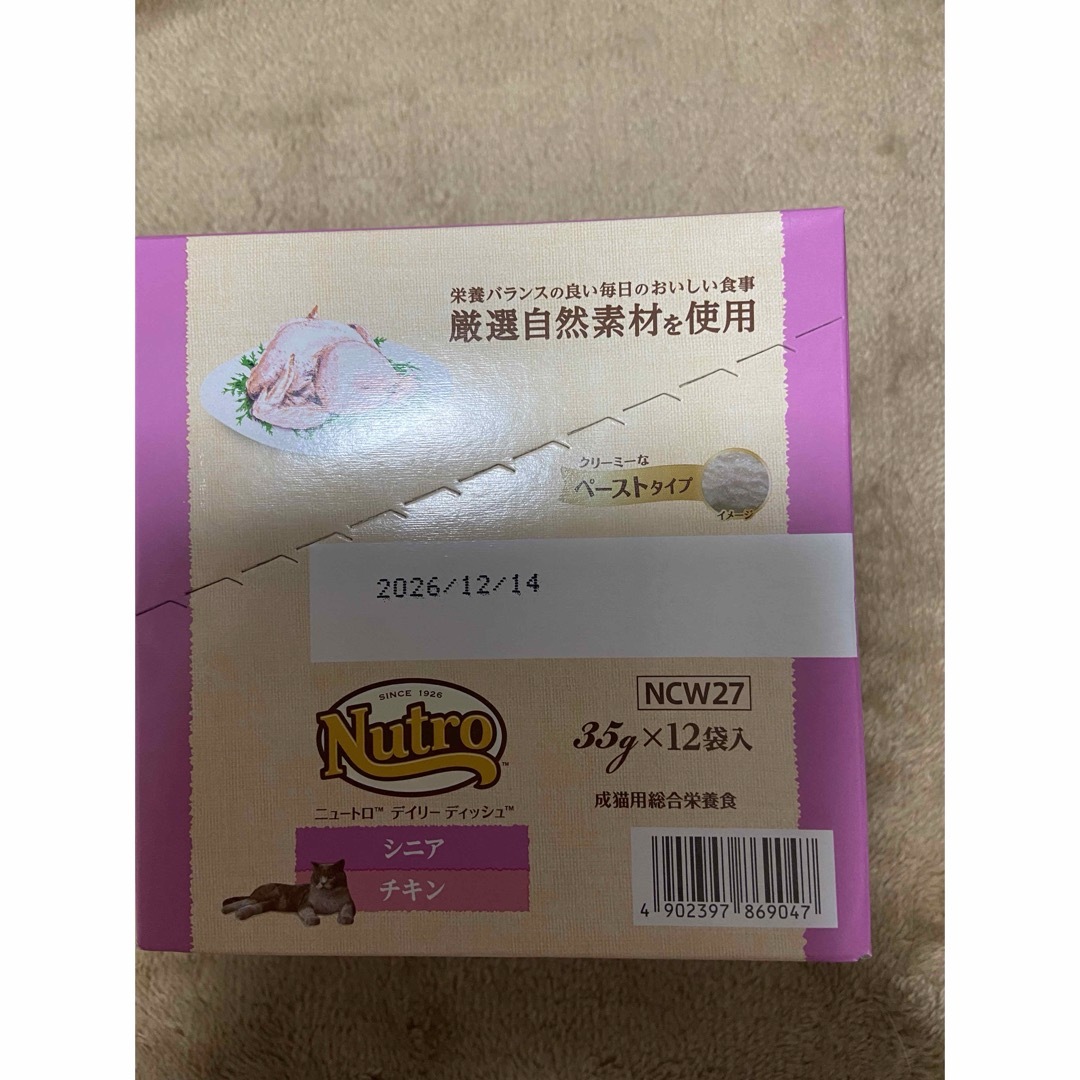 栄養バランスの良い毎日のおいしい食事
厳選自然素材を使用
クリーミーな
ペーストタイプ
イメージ
2026/12/14
SINCE 1926
Nutro™
ニュートロ™ デイリー ディッシュ™
シニア
チキン
NCW27
35g×12袋入
成猫用総合栄養食
4 902397 869047